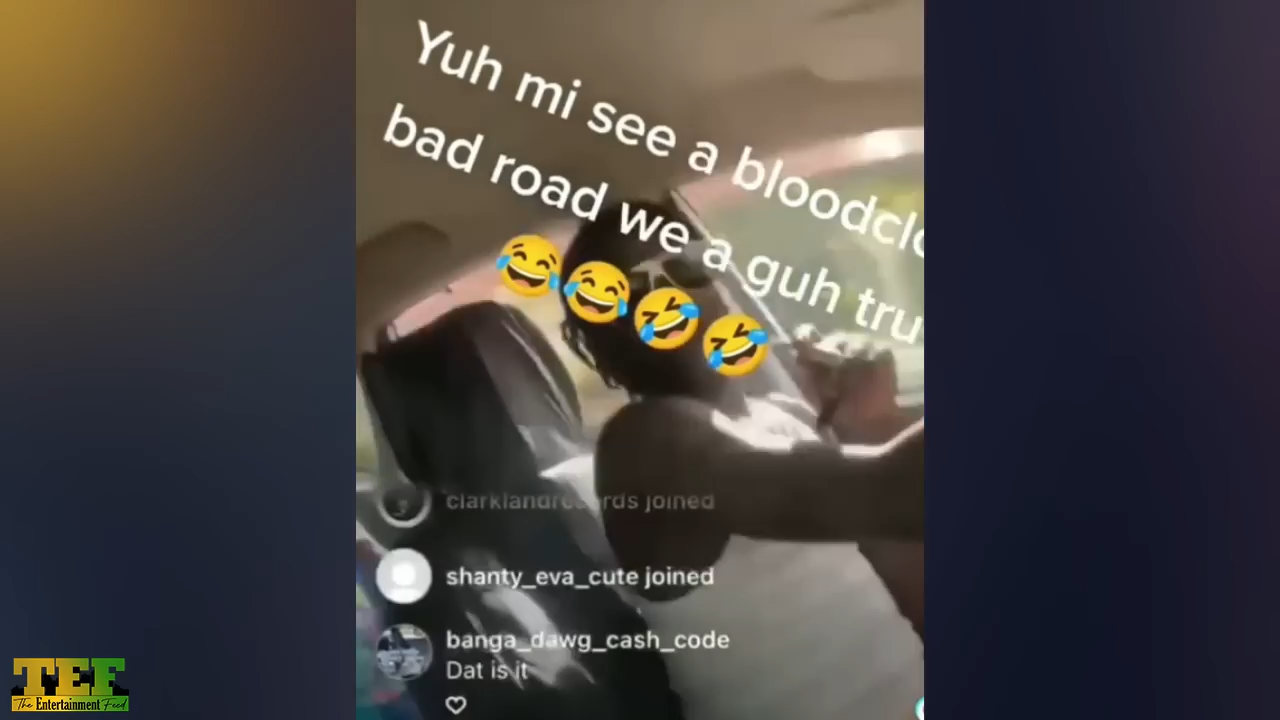 Yuh mi see a bloodclo
bad road we a guh tru
😂😂🤣🤣
clarklandrecords joined
shanty_eva_cute joined
banga_dawg_cash_code
Dat is it
TEF
The Entertainment Feed